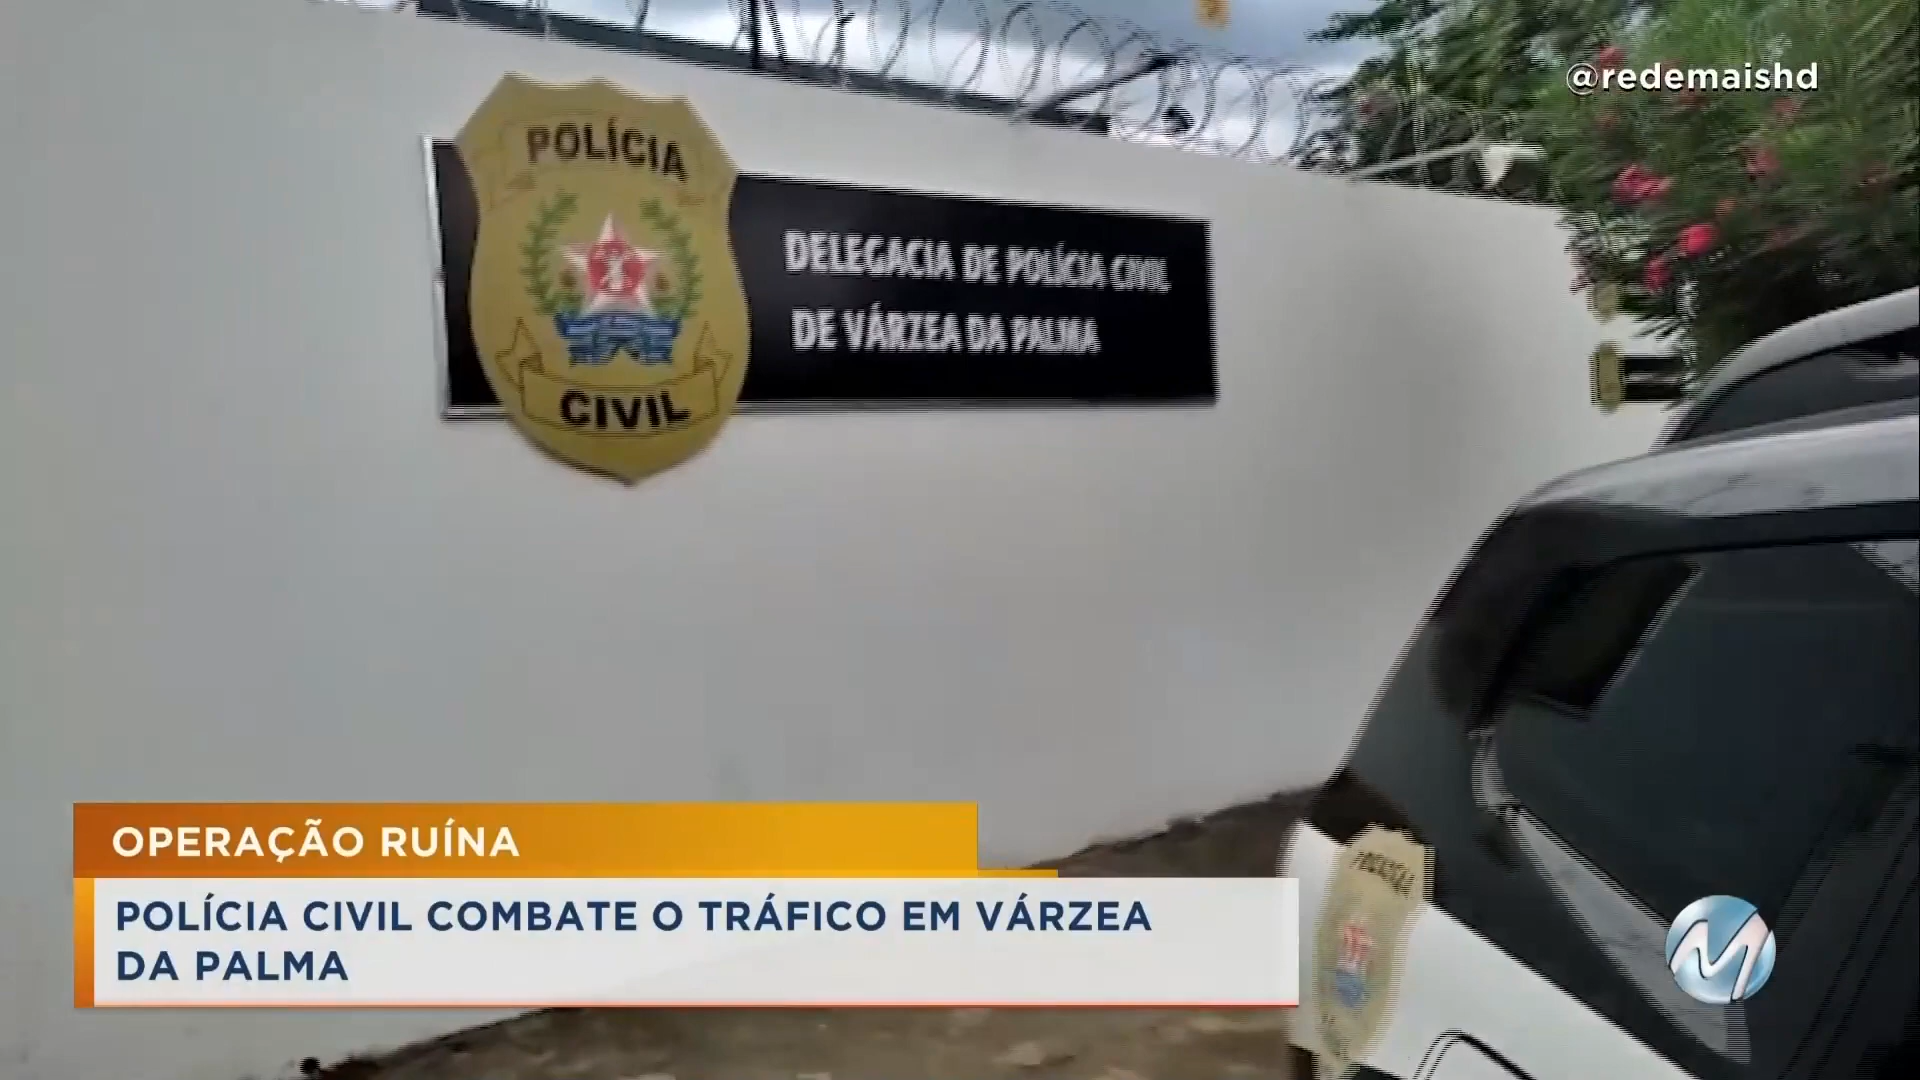 @redemaishd
POLÍCIA
CIVIL
DELEGACIA DE POLÍCIA CIVIL
DE VÁRZEA DA PALMA
OPERAÇÃO RUÍNA
POLÍCIA CIVIL COMBATE O TRÁFICO EM VÁRZEA
DA PALMA
M